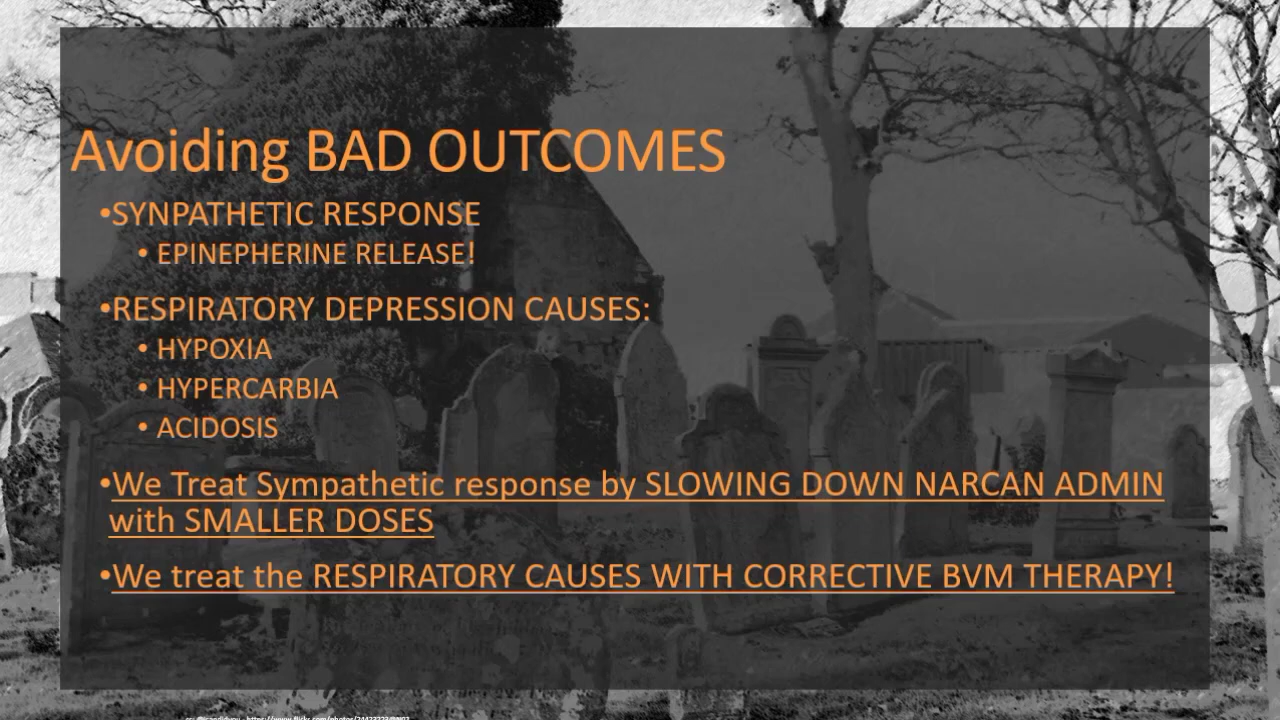 Avoiding BAD OUTCOMES
•SYNPATHETIC RESPONSE
• EPINEPHERINE RELEASE!
•RESPIRATORY DEPRESSION CAUSES:
• HYPOXIA
• HYPERCARBIA
• ACIDOSIS
•We Treat Sympathetic response by SLOWING DOWN NARCAN ADMIN
with SMALLER DOSES
•We treat the RESPIRATORY CAUSES WITH CORRECTIVE BVM THERAPY!